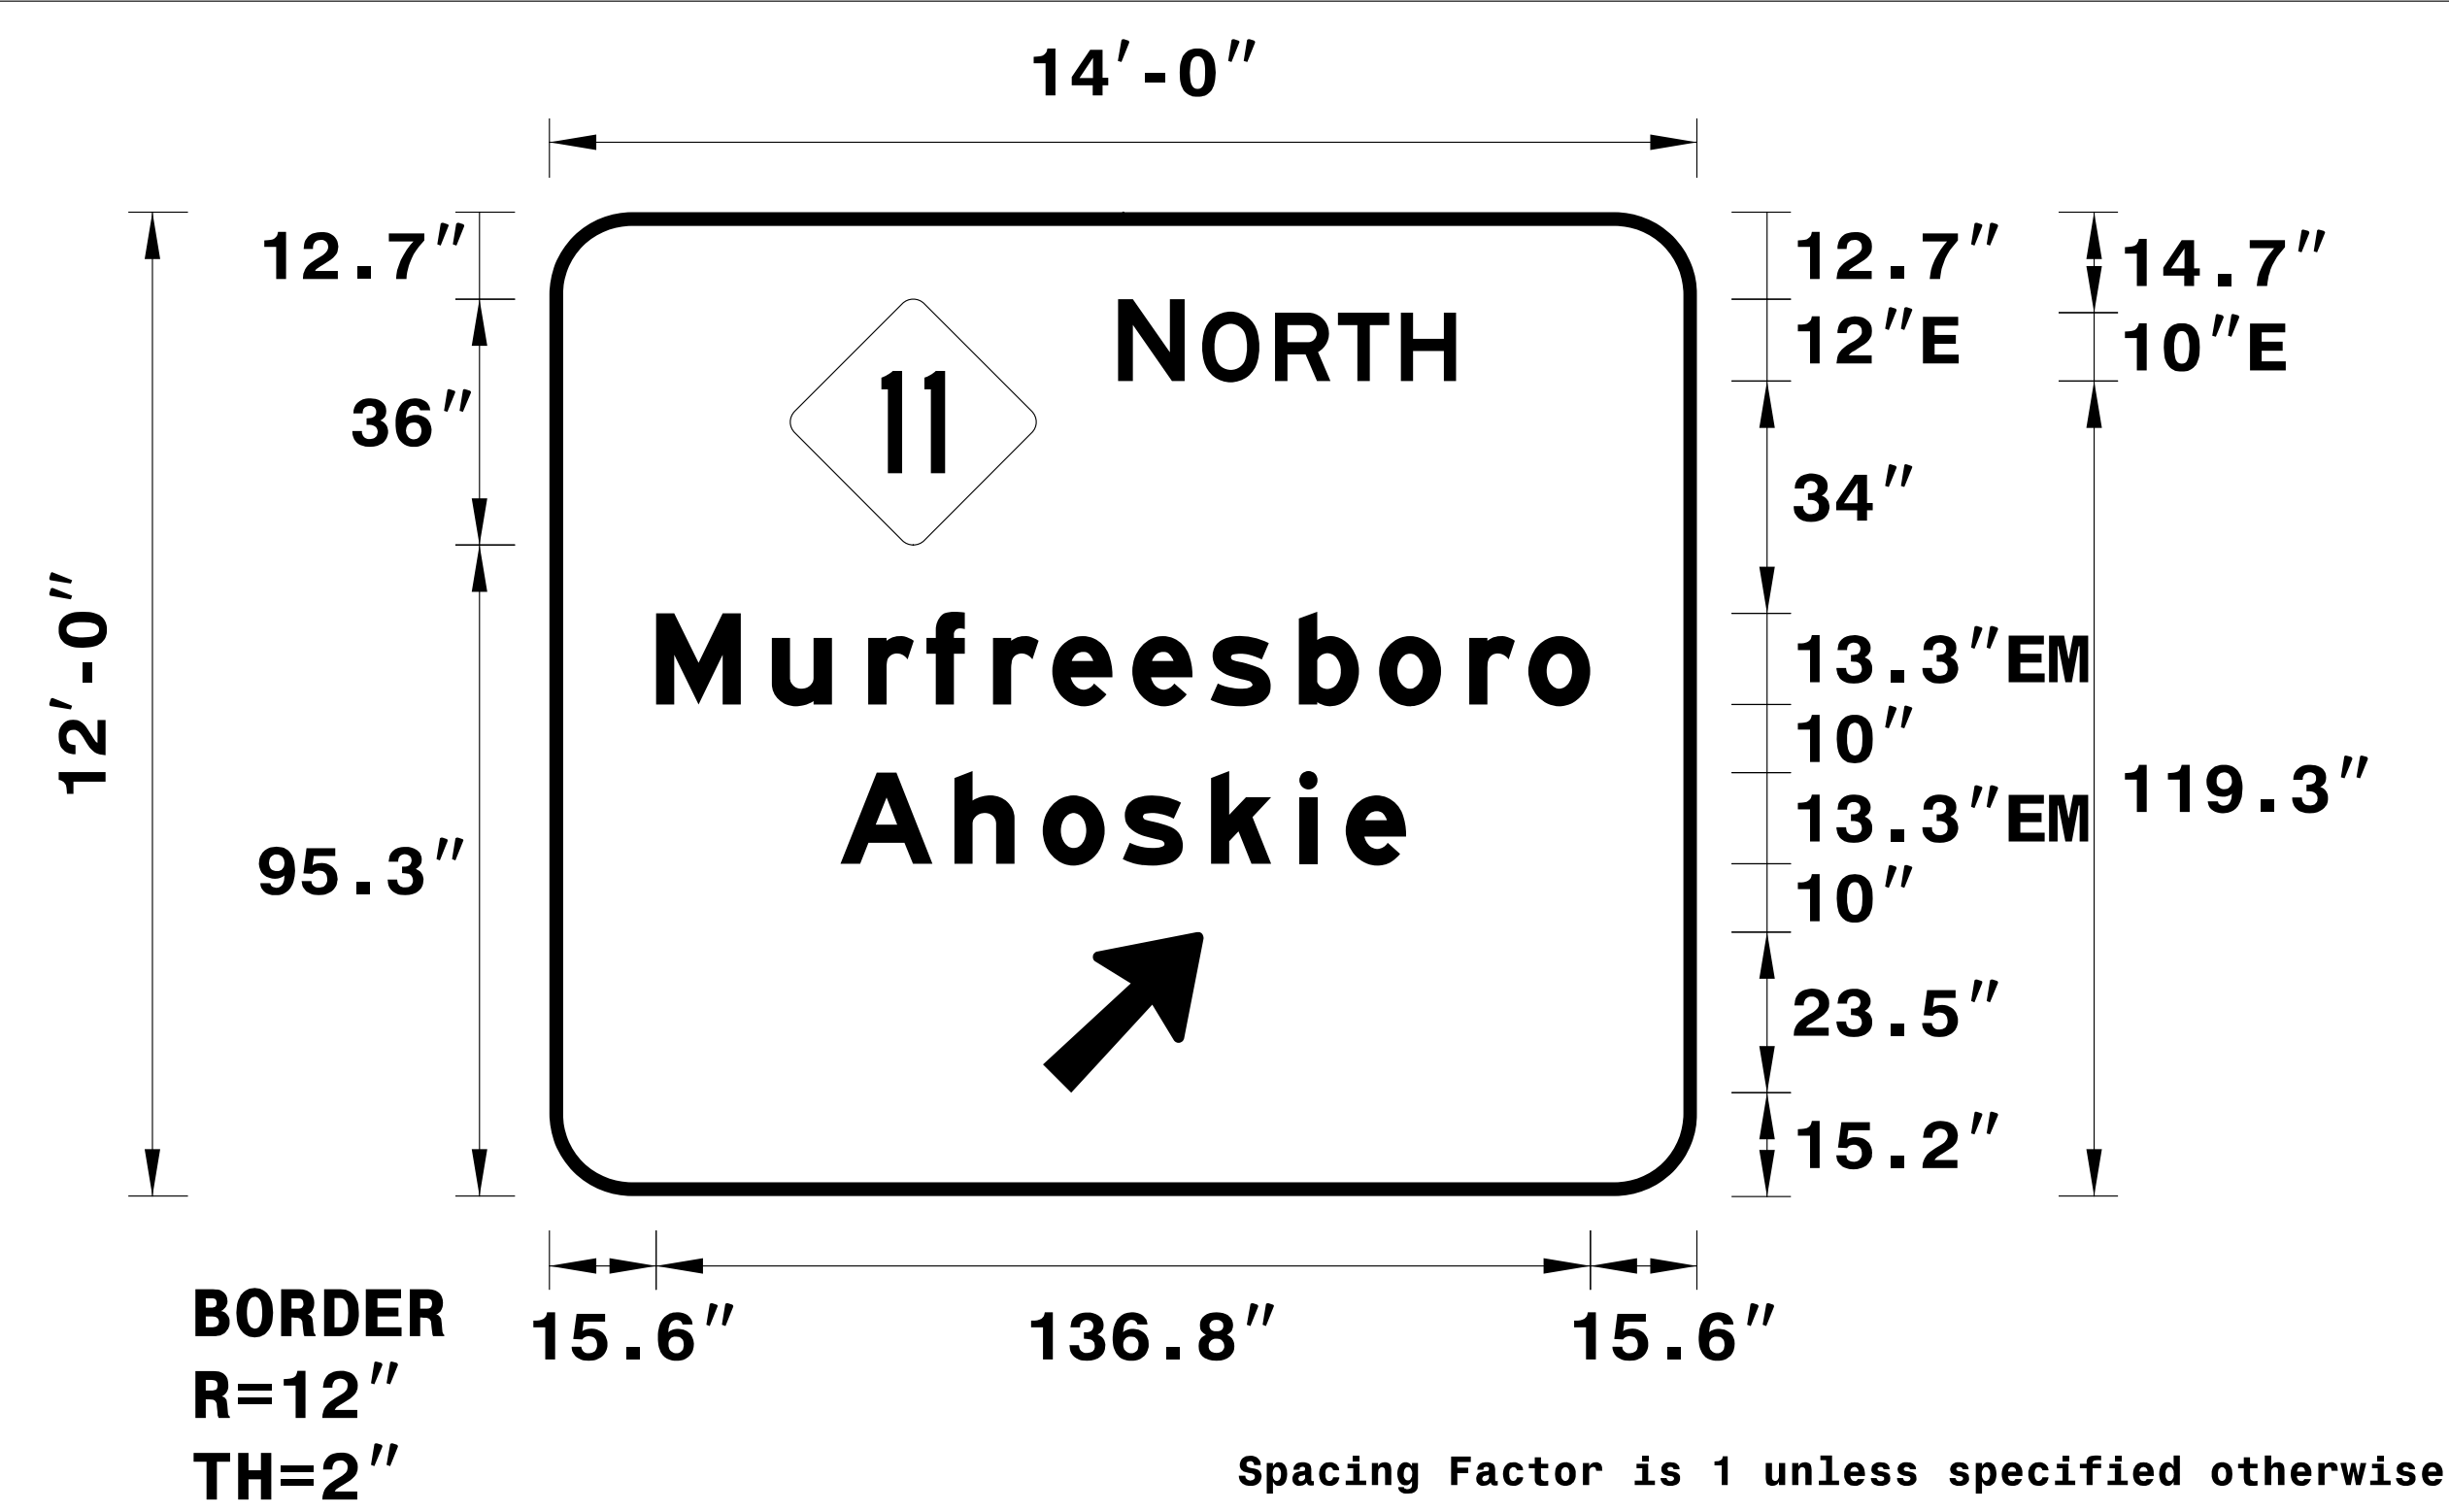 14'-0"
12.7"
36"
95.3"
12'-0"
11
NORTH
Murfreesboro
Ahoskie
12.7"
12"E
34"
13.3"EM
10"
13.3"EM
10"
23.5"
15.2"
14.7"
10"E
119.3"
15.6"
136.8"
15.6"
BORDER
R=12"
TH=2"
Spacing Factor is 1 unless specified otherwise